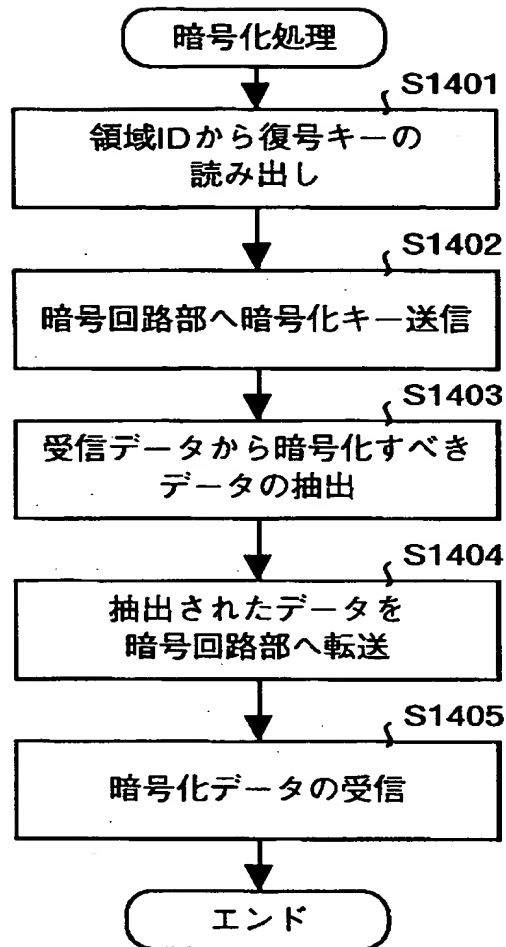 暗号化処理
S1401
領域IDから復号キーの
読み出し
S1402
暗号回路部へ暗号化キー送信
S1403
受信データから暗号化すべき
データの抽出
S1404
抽出されたデータを
暗号回路部へ転送
S1405
暗号化データの受信
エンド